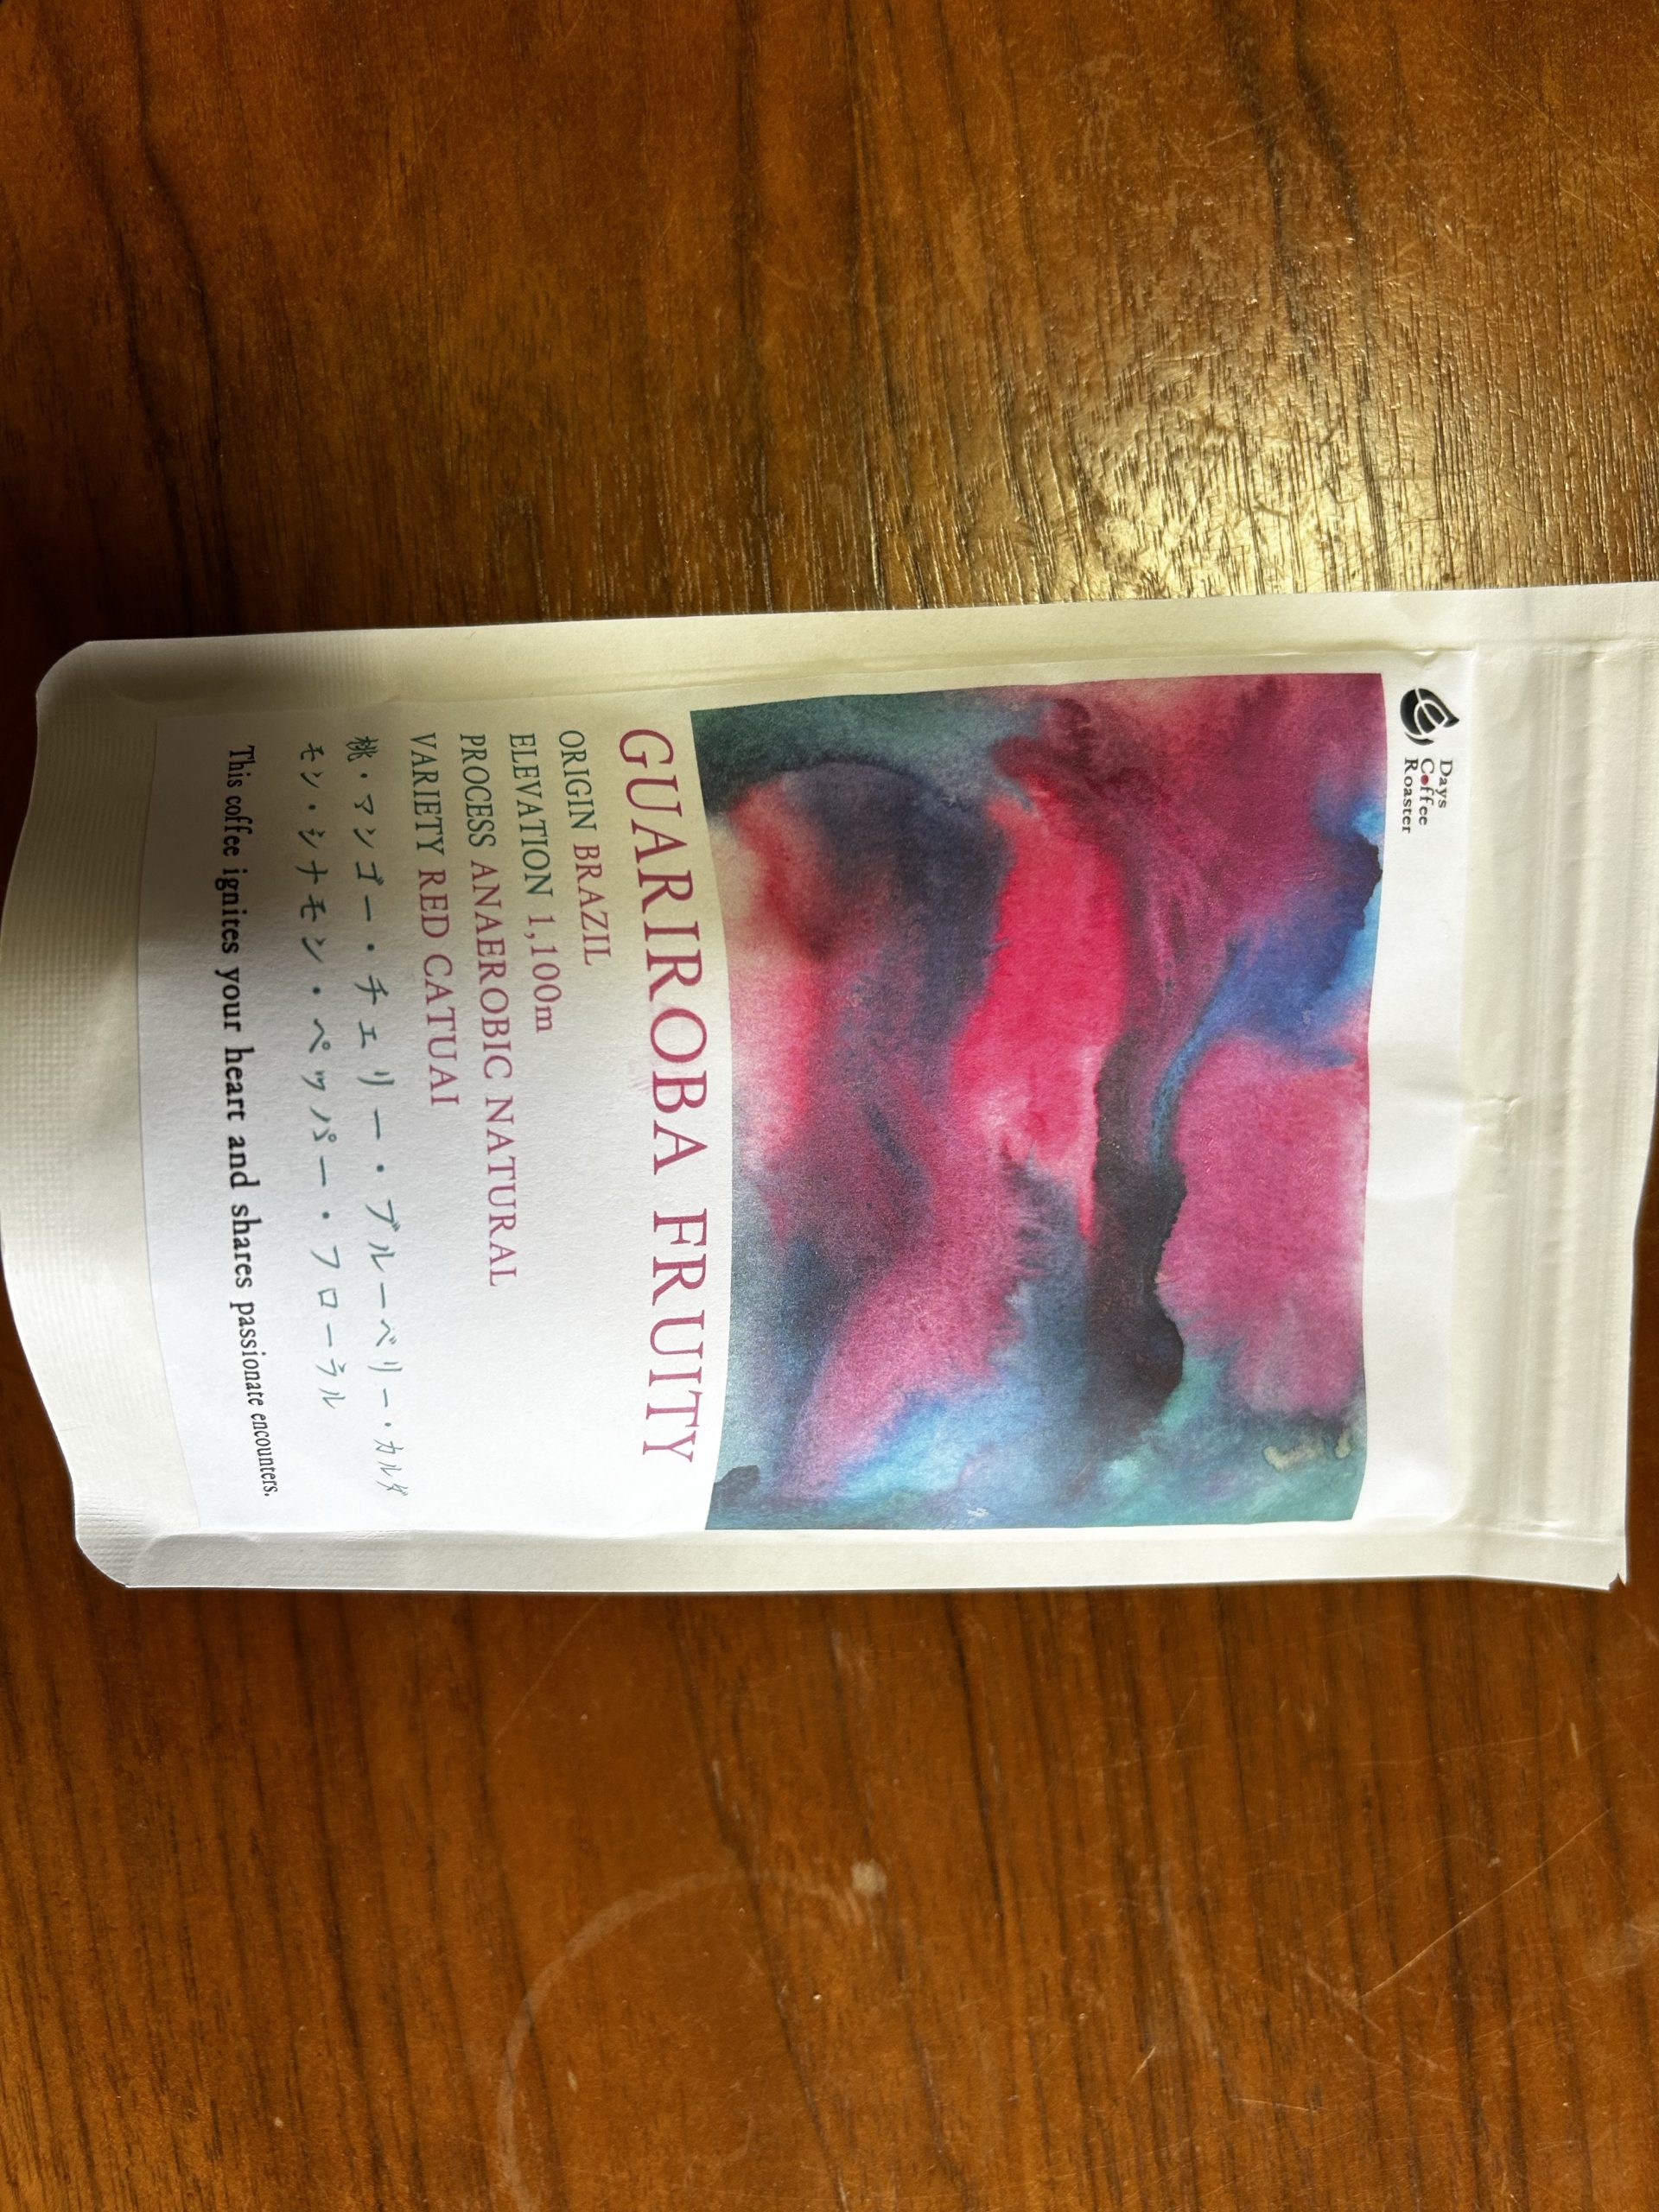 Days
Coffee
Roaster
GUARIROBA FRUITY
ORIGIN BRAZIL
ELEVATION 1,100m
PROCESS ANAEROBIC NATURAL
VARIETY RED CATUAI
桃・マンゴー・チェリー・ブルーベリー・カルダ
モン・シナモン・ペッパー・フローラル
This coffee ignites your heart and shares passionate encounters.